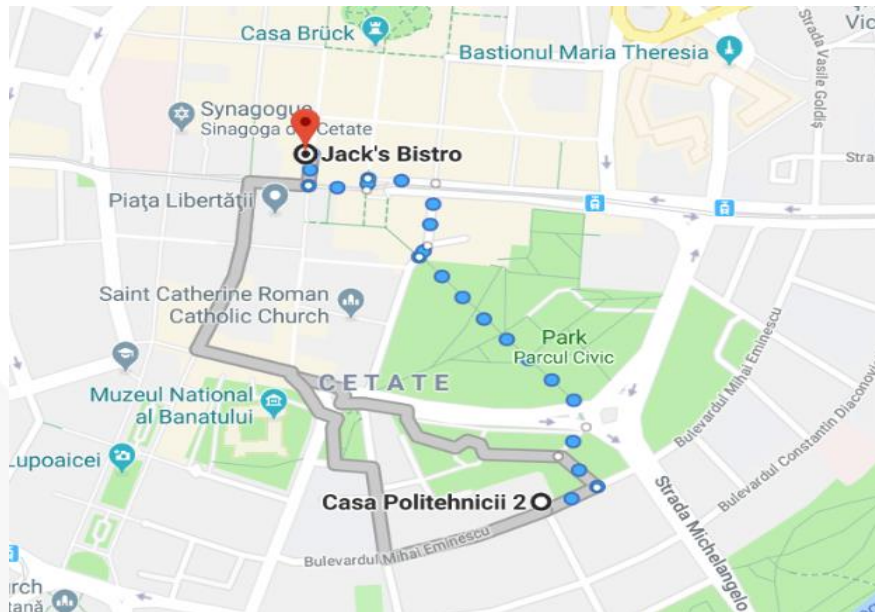 Casa Brück
Bastionul Maria Theresia
Strada Vasile Goldiș
Vic
Synagogue
Sinagoga din Cetate
Jack's Bistro
Stra
Piața Libertății
Saint Catherine Roman
Catholic Church
Park
Parcul Civic
CETATE
Muzeul National
al Banatului
Bulevardul Mihai Eminescu
Bulevardul Constantin Diaconovici
Lupoaicei
Casa Politehnicii 2
Strada Michelangelo
Bulevardul Mihai Eminescu
urch
tană